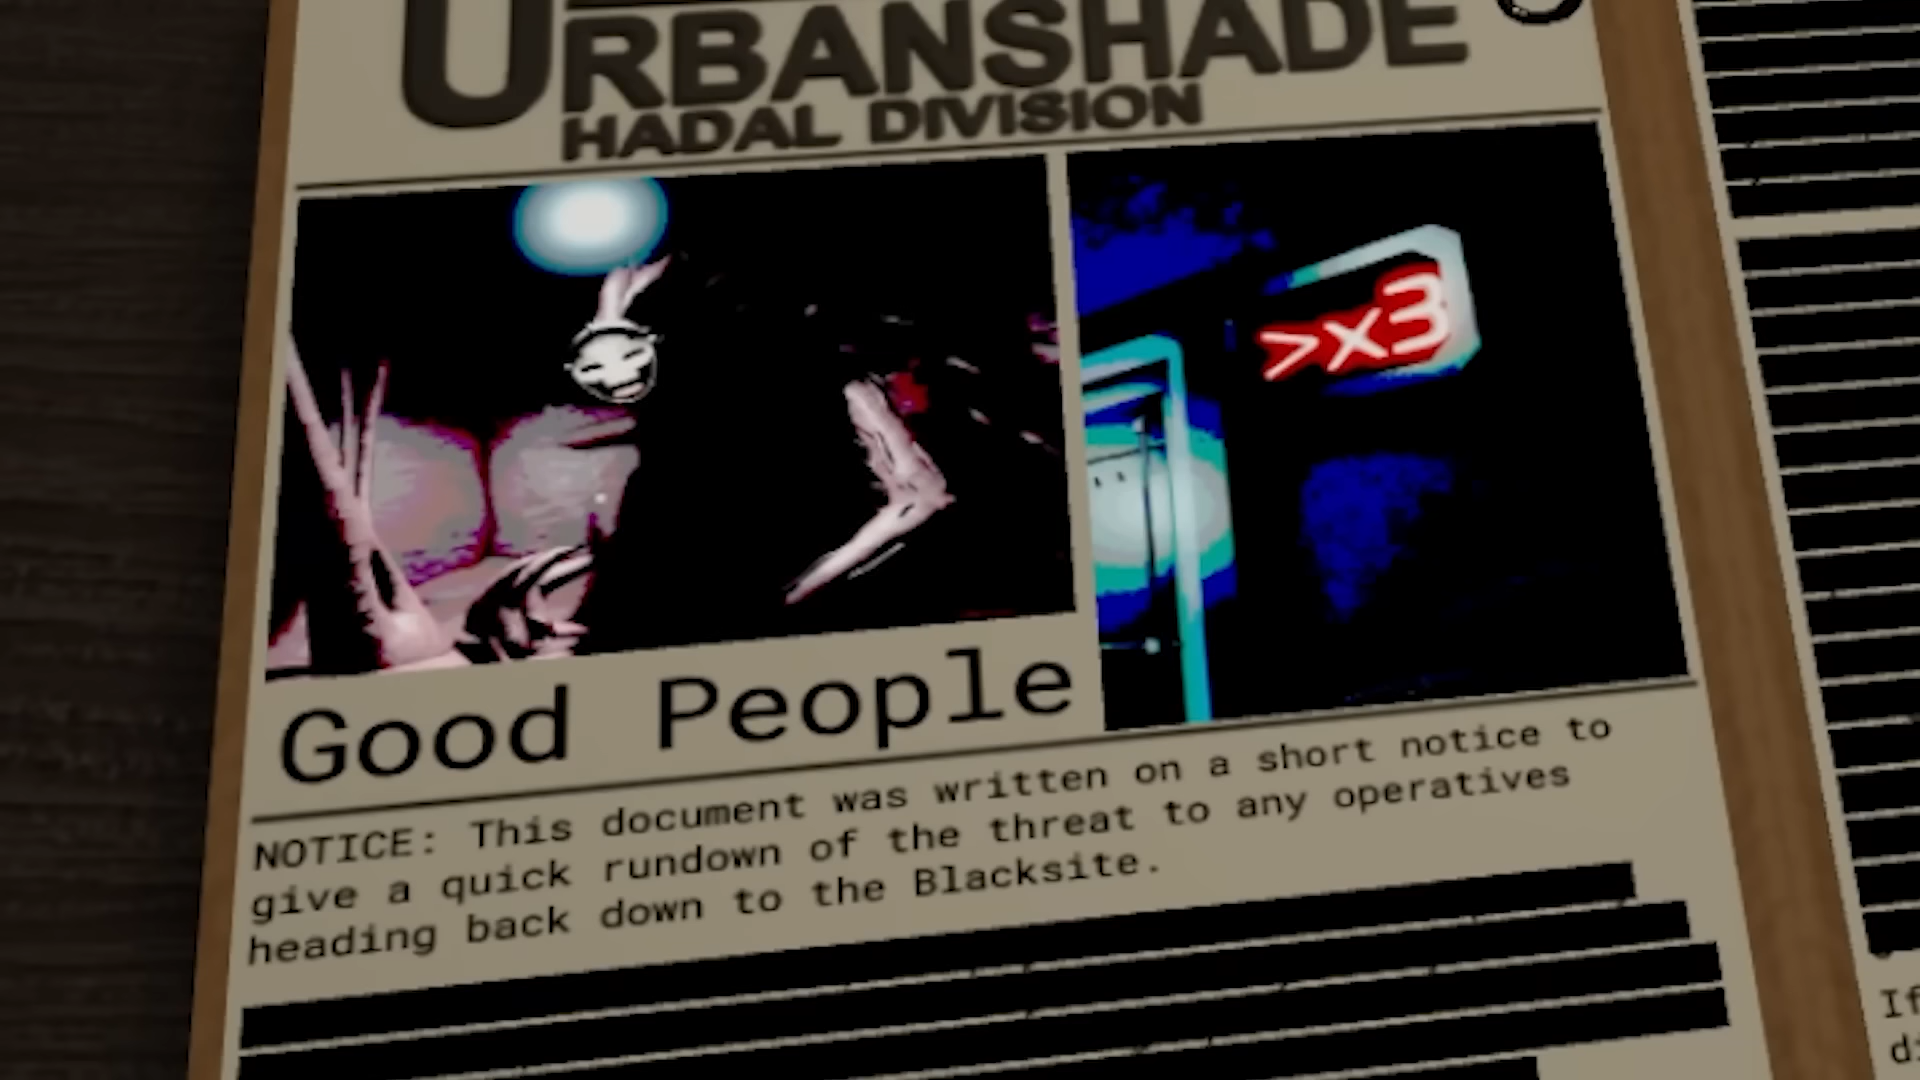 URBANSHADE
HADAL DIVISION
>x3
Good People
NOTICE: This document was written on a short notice to
give a quick rundown of the threat to any operatives
heading back down to the Blacksite.
If